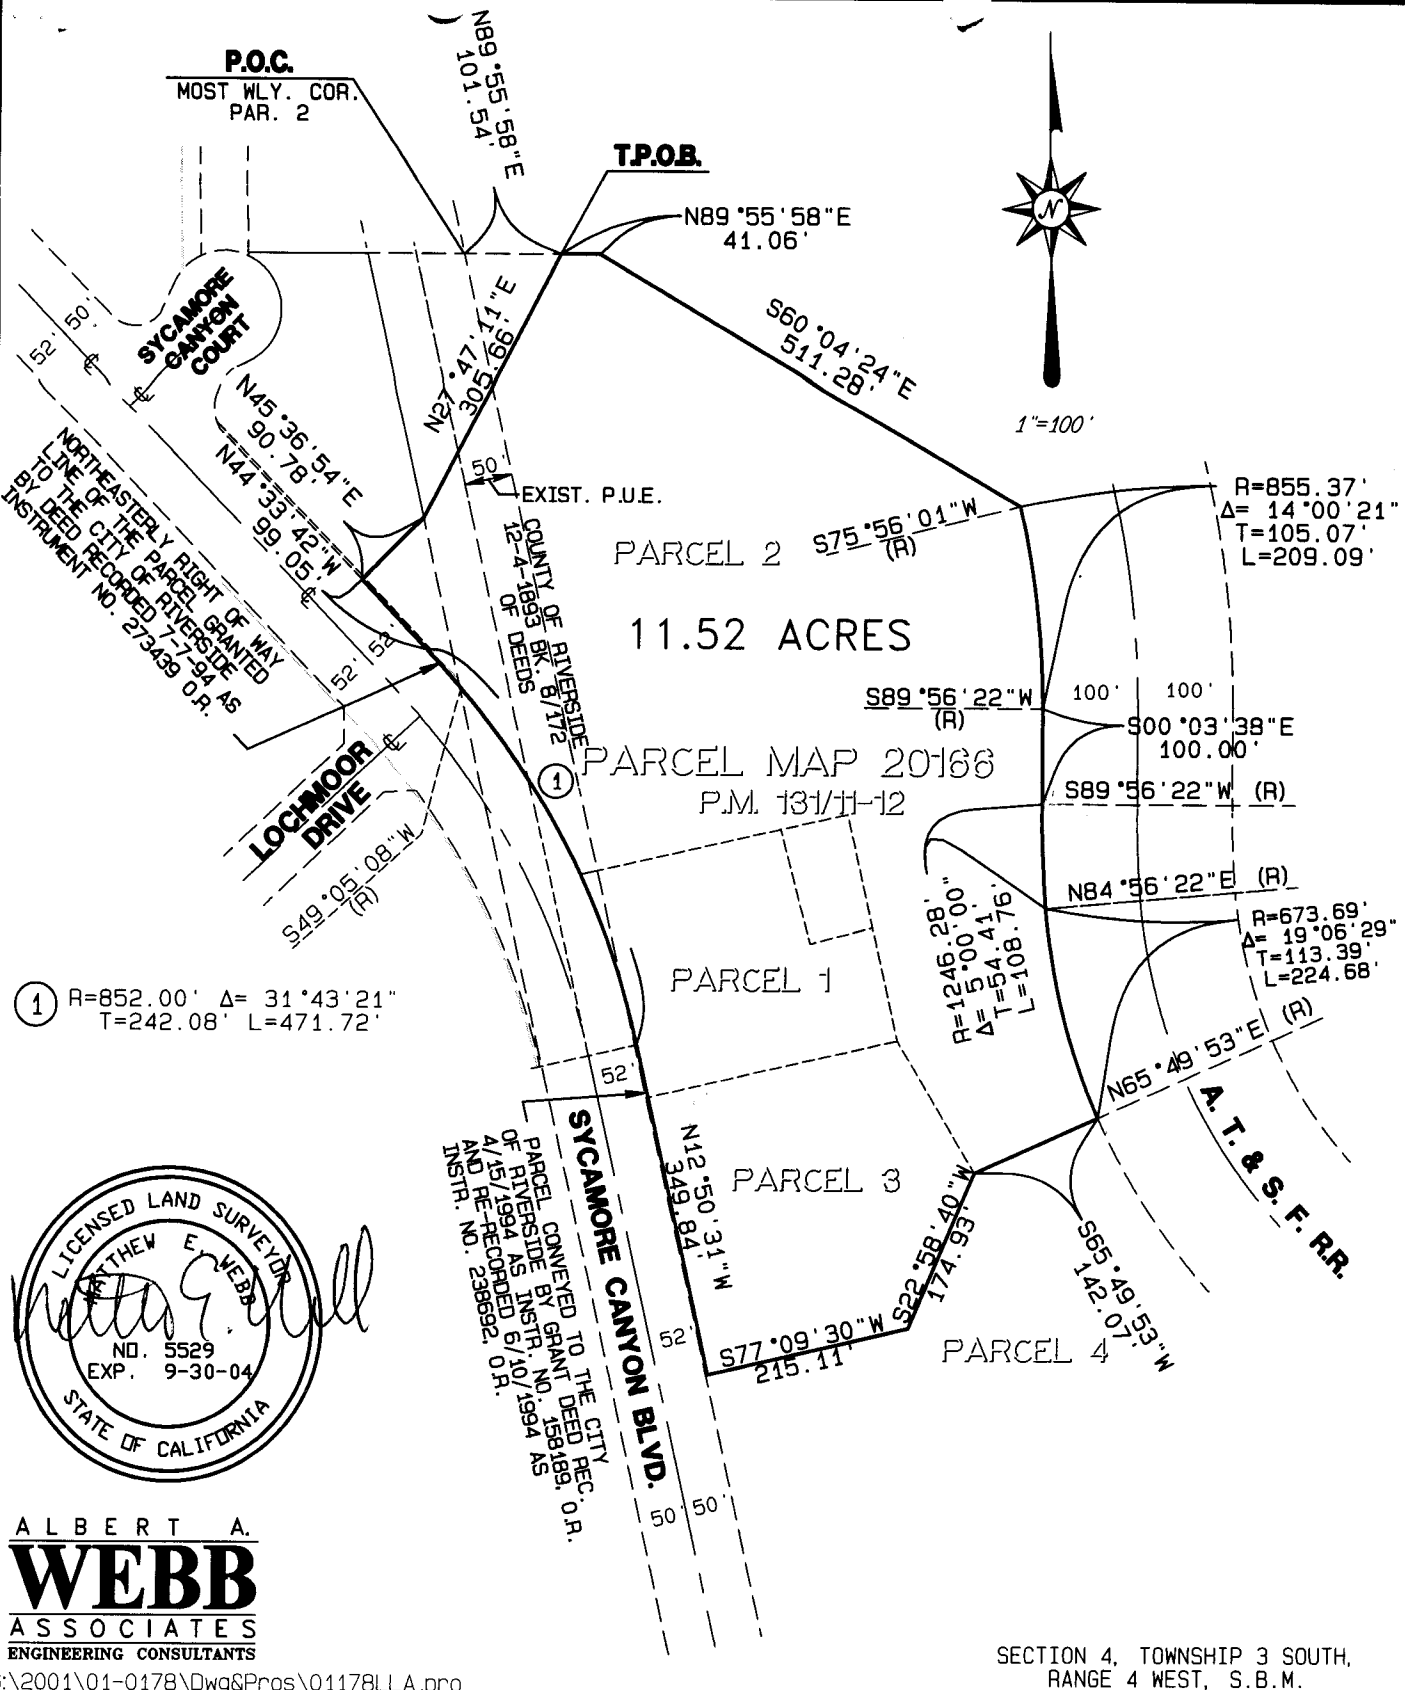 P.O.C.
MOST WLY. COR.
PAR. 2
N89°55'58"E
101.54'
T.P.O.B.
N89°55'58"E
41.06'
N
1"=100'
S60°04'24"E
511.28'
N27°47'11"E
305.66'
SYCAMORE
CANYON
COURT
50'
52'
℄
℄
N45°36'54"E
90.78'
N44°33'42"W
99.05'
℄
NORTHEASTERLY RIGHT OF WAY
LINE OF THE PARCEL GRANTED
TO THE CITY OF RIVERSIDE
BY DEED RECORDED 7-7-94 AS
INSTRUMENT NO. 273439 O.R.
50'
EXIST. P.U.E.
COUNTY OF RIVERSIDE
12-4-1893 BK. 8/172
OF DEEDS
PARCEL 2
S75°56'01"W
(R)
R=855.37'
Δ= 14°00'21"
T=105.07'
L=209.09'
11.52 ACRES
52'
52'
S89°56'22"W
(R)
100'
100'
S00°03'38"E
100.00'
LOCHMOOR
DRIVE
℄
1
PARCEL MAP 20166
P.M. 131/11-12
S89°56'22"W (R)
S49°05'08"W
(R)
N84°56'22"E (R)
R=1246.28'
Δ= 5°00'00"
T=54.41'
L=108.76'
R=673.69'
Δ= 19°06'29"
T=113.39'
L=224.68'
PARCEL 1
1 R=852.00' Δ= 31°43'21"
T=242.08' L=471.72'
N65°49'53"E (R)
A. T. & S. F. R.R.
52'
PARCEL CONVEYED TO THE CITY
OF RIVERSIDE BY GRANT DEED REC.
4/15/1994 AS INSTR. NO. 158189, O.R.
AND RE-RECORDED 6/10/1994 AS
INSTR. NO. 238692, O.R.
SYCAMORE CANYON BLVD.
N12°50'31"W
349.84'
PARCEL 3
S22°58'40"W
174.93'
S65°49'53"W
142.07'
S77°09'30"W
215.11'
PARCEL 4
52'
50'
50'
LICENSED LAND SURVEYOR
MATTHEW E. WEBB
NO. 5529
EXP. 9-30-04
STATE OF CALIFORNIA
ALBERT A.
WEBB
ASSOCIATES
ENGINEERING CONSULTANTS
:\2001\01-0178\Dwg&Pros\01178LLA.pro
SECTION 4, TOWNSHIP 3 SOUTH,
RANGE 4 WEST, S.B.M.